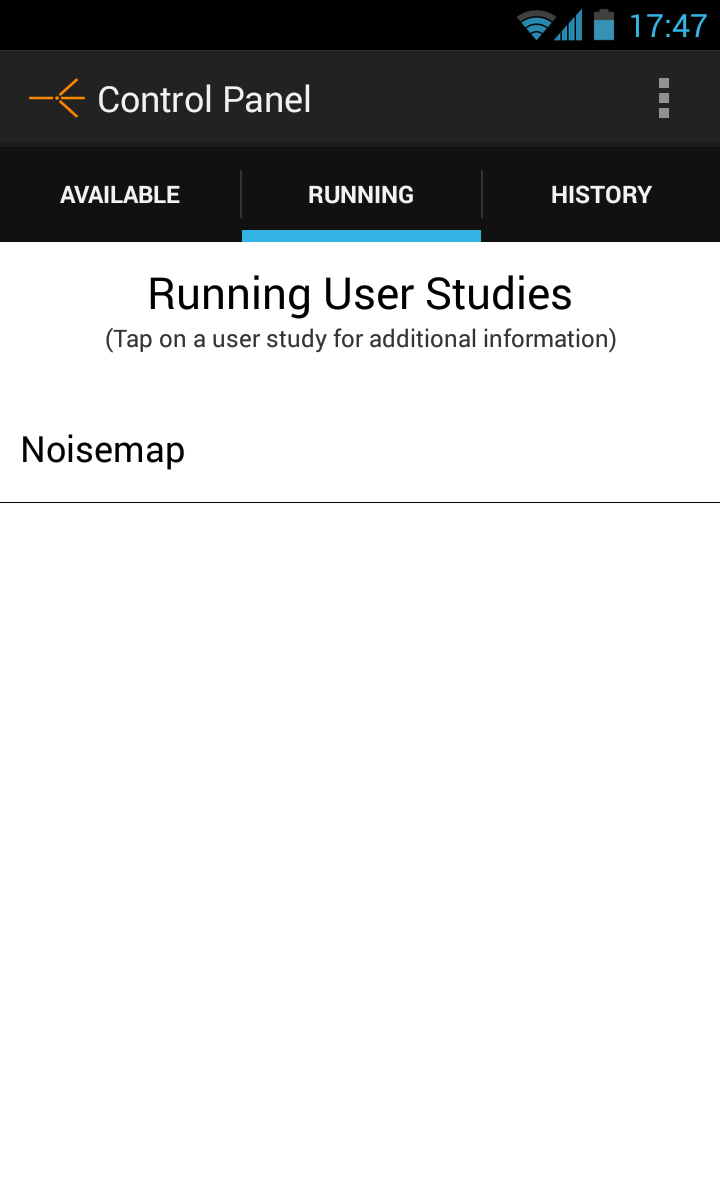 17:47
Control Panel
AVAILABLE RUNNING HISTORY
Running User Studies
(Tap on a user study for additional information)
Noisemap